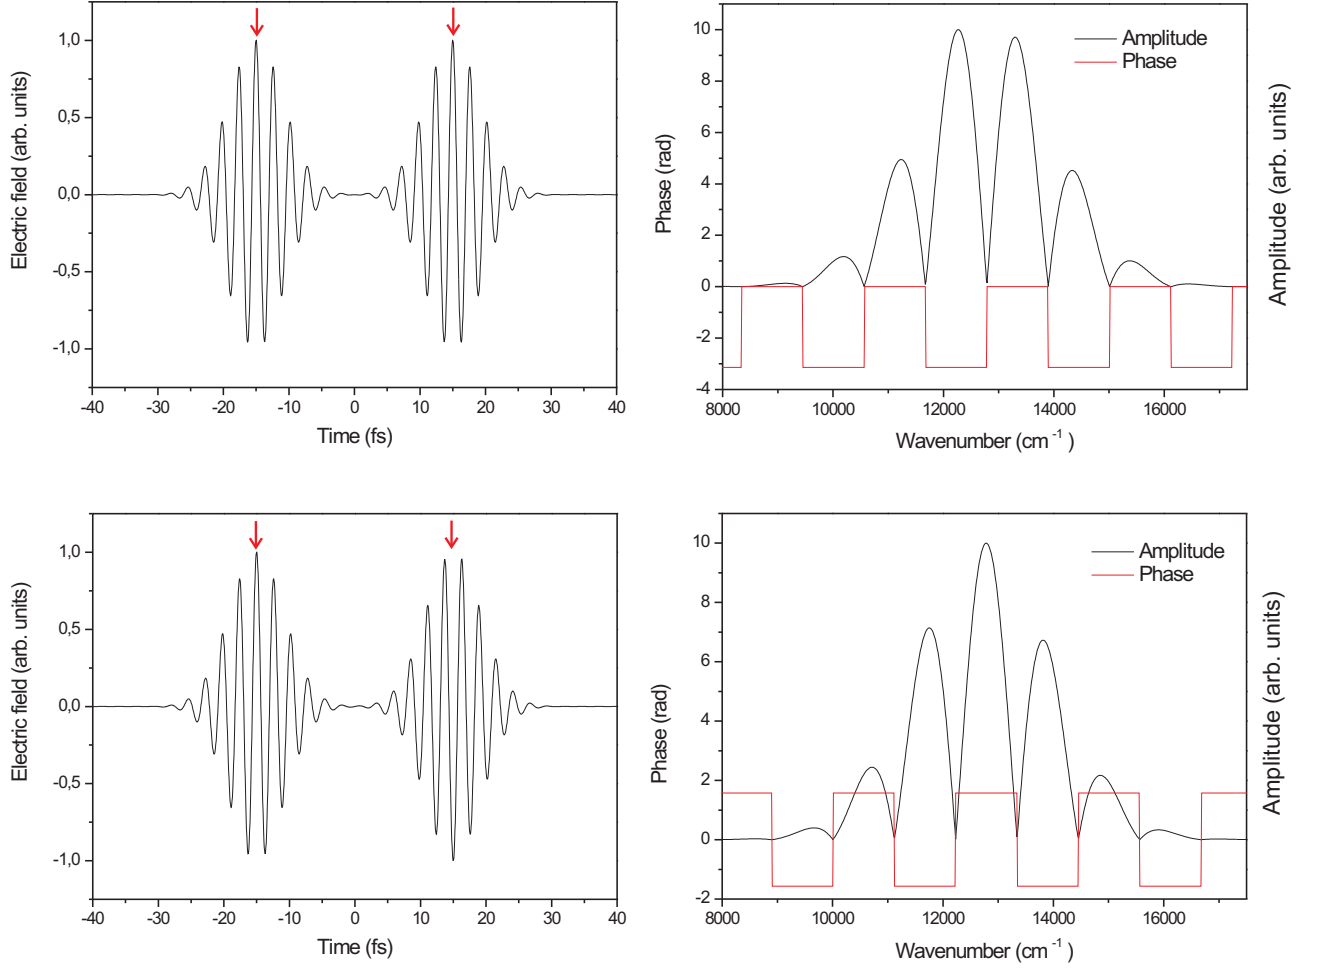 1,0
0,5
0,0
-0,5
-1,0
Electric field (arb. units)
-40 -30 -20 -10 0 10 20 30 40
Time (fs)
10
8
6
4
2
0
-2
-4
Phase (rad)
Amplitude
Phase
Amplitude (arb. units)
8000 10000 12000 14000 16000
Wavenumber (cm -1 )
1,0
0,5
0,0
-0,5
-1,0
Electric field (arb. units)
-40 -30 -20 -10 0 10 20 30 40
Time (fs)
10
8
6
4
2
0
-2
Phase (rad)
Amplitude
Phase
Amplitude (arb. units)
8000 10000 12000 14000 16000
Wavenumber (cm -1 )